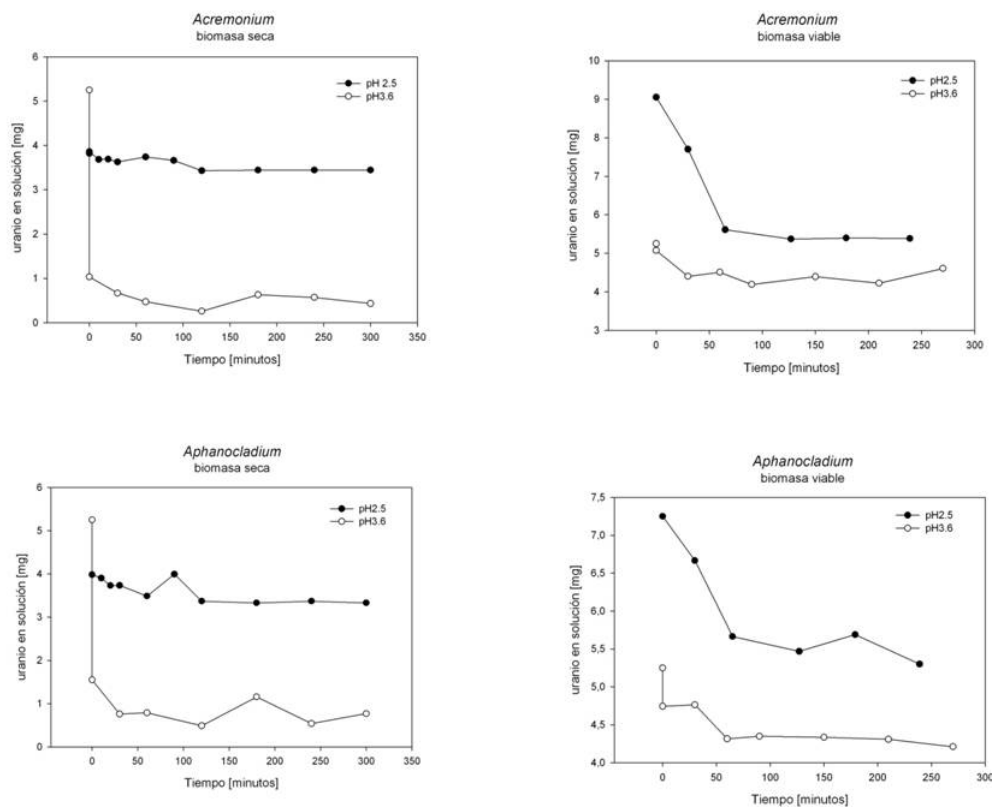 Acremonium
biomasa seca
6
5
4
3
2
1
0
uranio en solución [mg]
pH 2.5
pH3.6
0 50 100 150 200 250 300 350
Tiempo [minutos]
Acremonium
biomasa viable
10
9
8
7
6
5
4
3
uranio en solución [mg]
pH2.5
pH3.6
0 50 100 150 200 250 300
Tiempo [minutos]
Aphanocladium
biomasa seca
6
5
4
3
2
1
0
uranio en solución [mg]
pH2.5
pH3.6
0 50 100 150 200 250 300 350
Tiempo [minutos]
Aphanocladium
biomasa viable
7,5
7,0
6,5
6,0
5,5
5,0
4,5
4,0
uranio en solución [mg]
pH2.5
pH3.6
0 50 100 150 200 250 300
Tiempo [minutos]